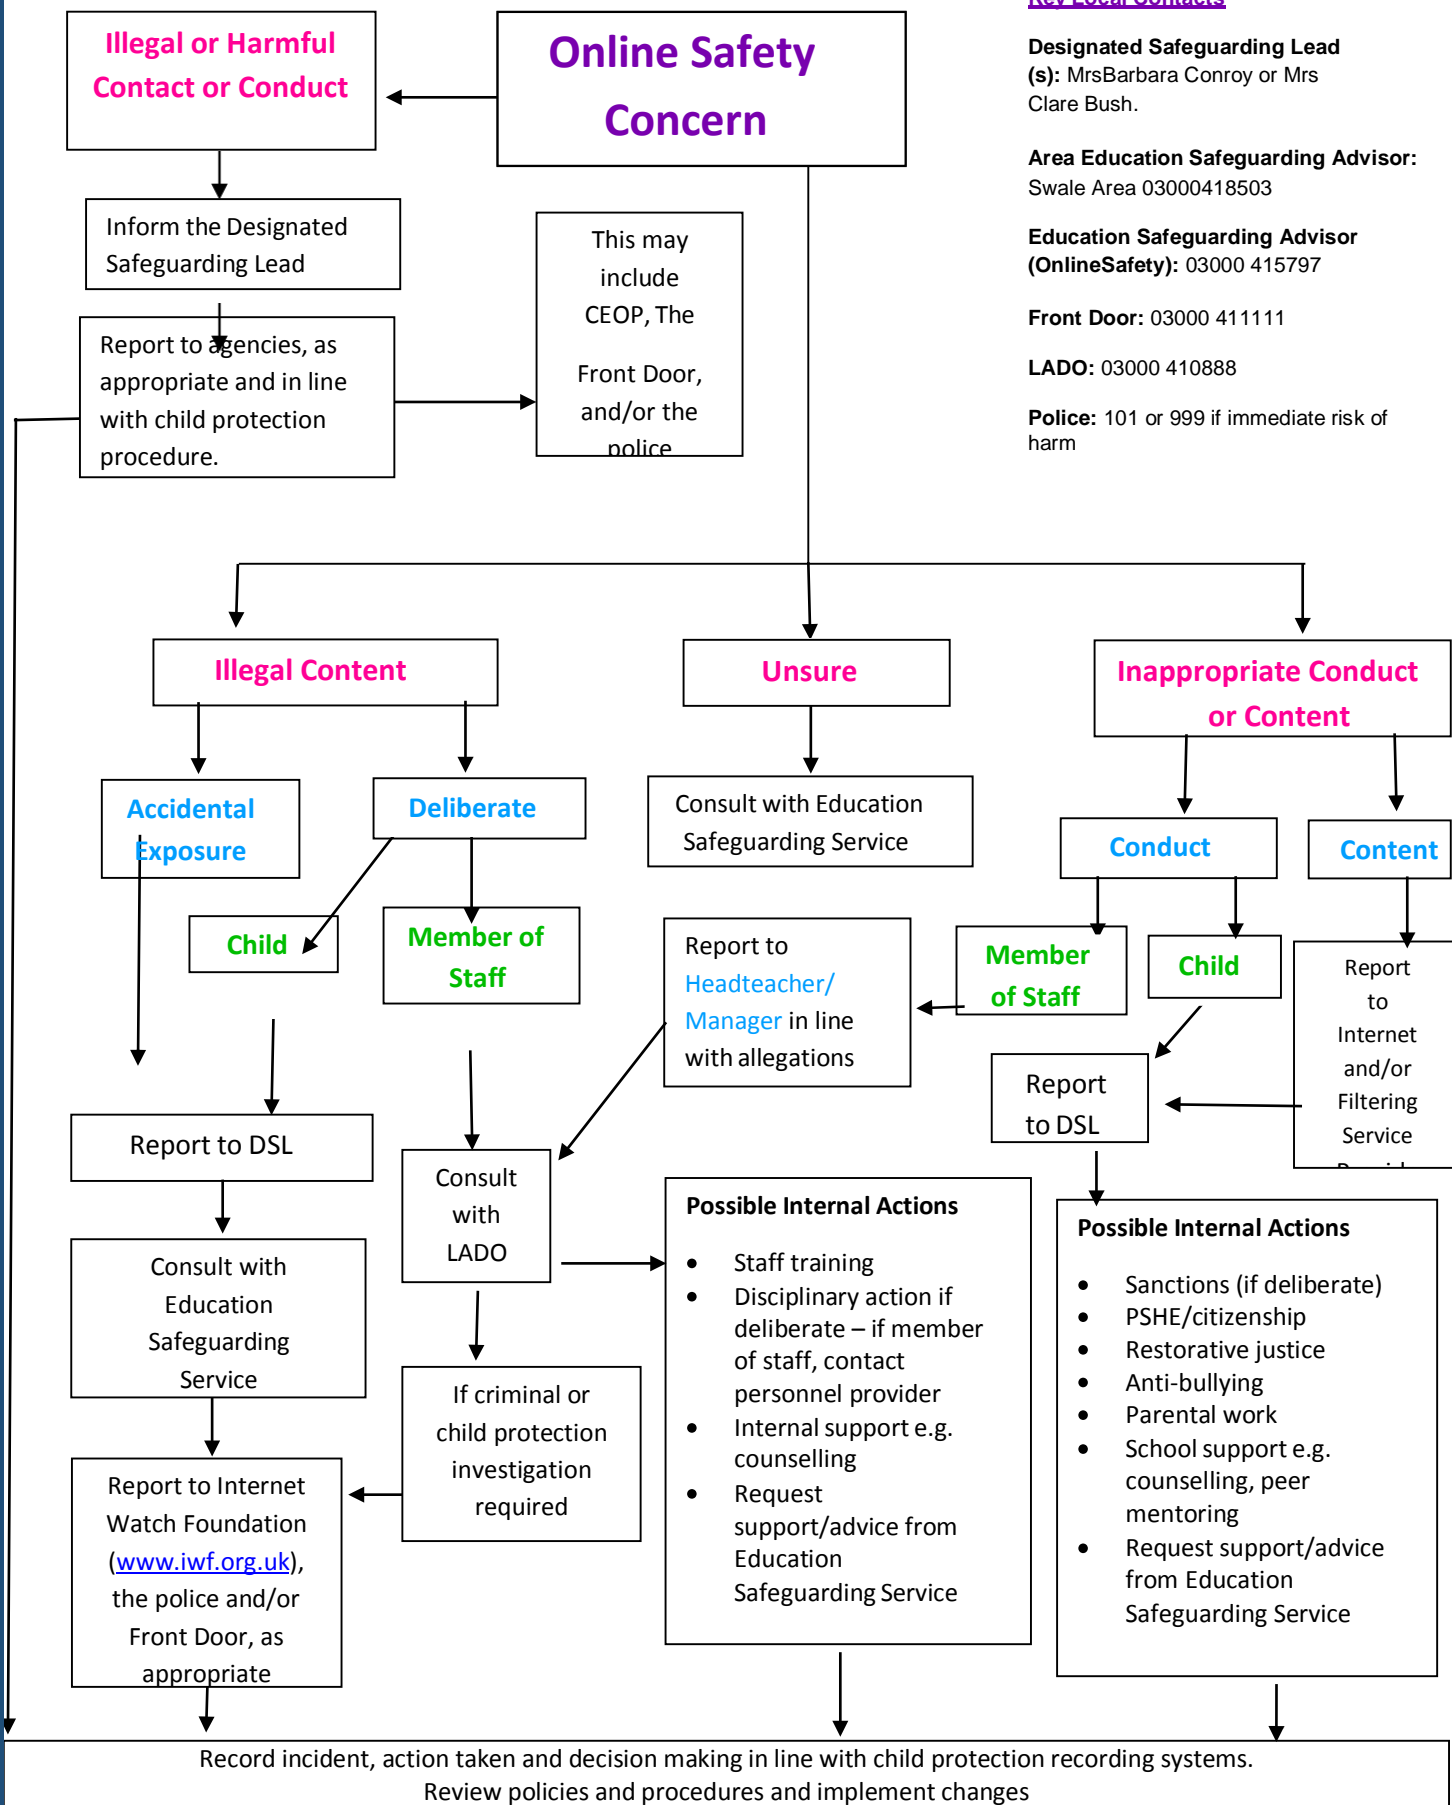 Key Local Contacts
Illegal or Harmful
Contact or Conduct
Online Safety
Concern
Designated Safeguarding Lead
(s): MrsBarbara Conroy or Mrs
Clare Bush.
Area Education Safeguarding Advisor:
Swale Area 03000418503
Education Safeguarding Advisor
(OnlineSafety): 03000 415797
Front Door: 03000 411111
LADO: 03000 410888
Police: 101 or 999 if immediate risk of
harm
Inform the Designated
Safeguarding Lead
This may
include
CEOP, The
Front Door,
and/or the
police
Report to agencies, as
appropriate and in line
with child protection
procedure.
Illegal Content
Unsure
Inappropriate Conduct
or Content
Accidental
Exposure
Deliberate
Consult with Education
Safeguarding Service
Conduct
Content
Child
Member of
Staff
Report to
Headteacher/
Manager in line
with allegations
Member
of Staff
Child
Report
to
Internet
and/or
Filtering
Service
Report
to DSL
Report to DSL
Consult
with
LADO
Consult with
Education
Safeguarding
Service
If criminal or
child protection
investigation
required
Report to Internet
Watch Foundation
(www.iwf.org.uk),
the police and/or
Front Door, as
appropriate
Possible Internal Actions
• Staff training
• Disciplinary action if
deliberate – if member
of staff, contact
personnel provider
• Internal support e.g.
counselling
• Request
support/advice from
Education
Safeguarding Service
Possible Internal Actions
• Sanctions (if deliberate)
• PSHE/citizenship
• Restorative justice
• Anti-bullying
• Parental work
• School support e.g.
counselling, peer
mentoring
• Request support/advice
from Education
Safeguarding Service
Record incident, action taken and decision making in line with child protection recording systems.
Review policies and procedures and implement changes